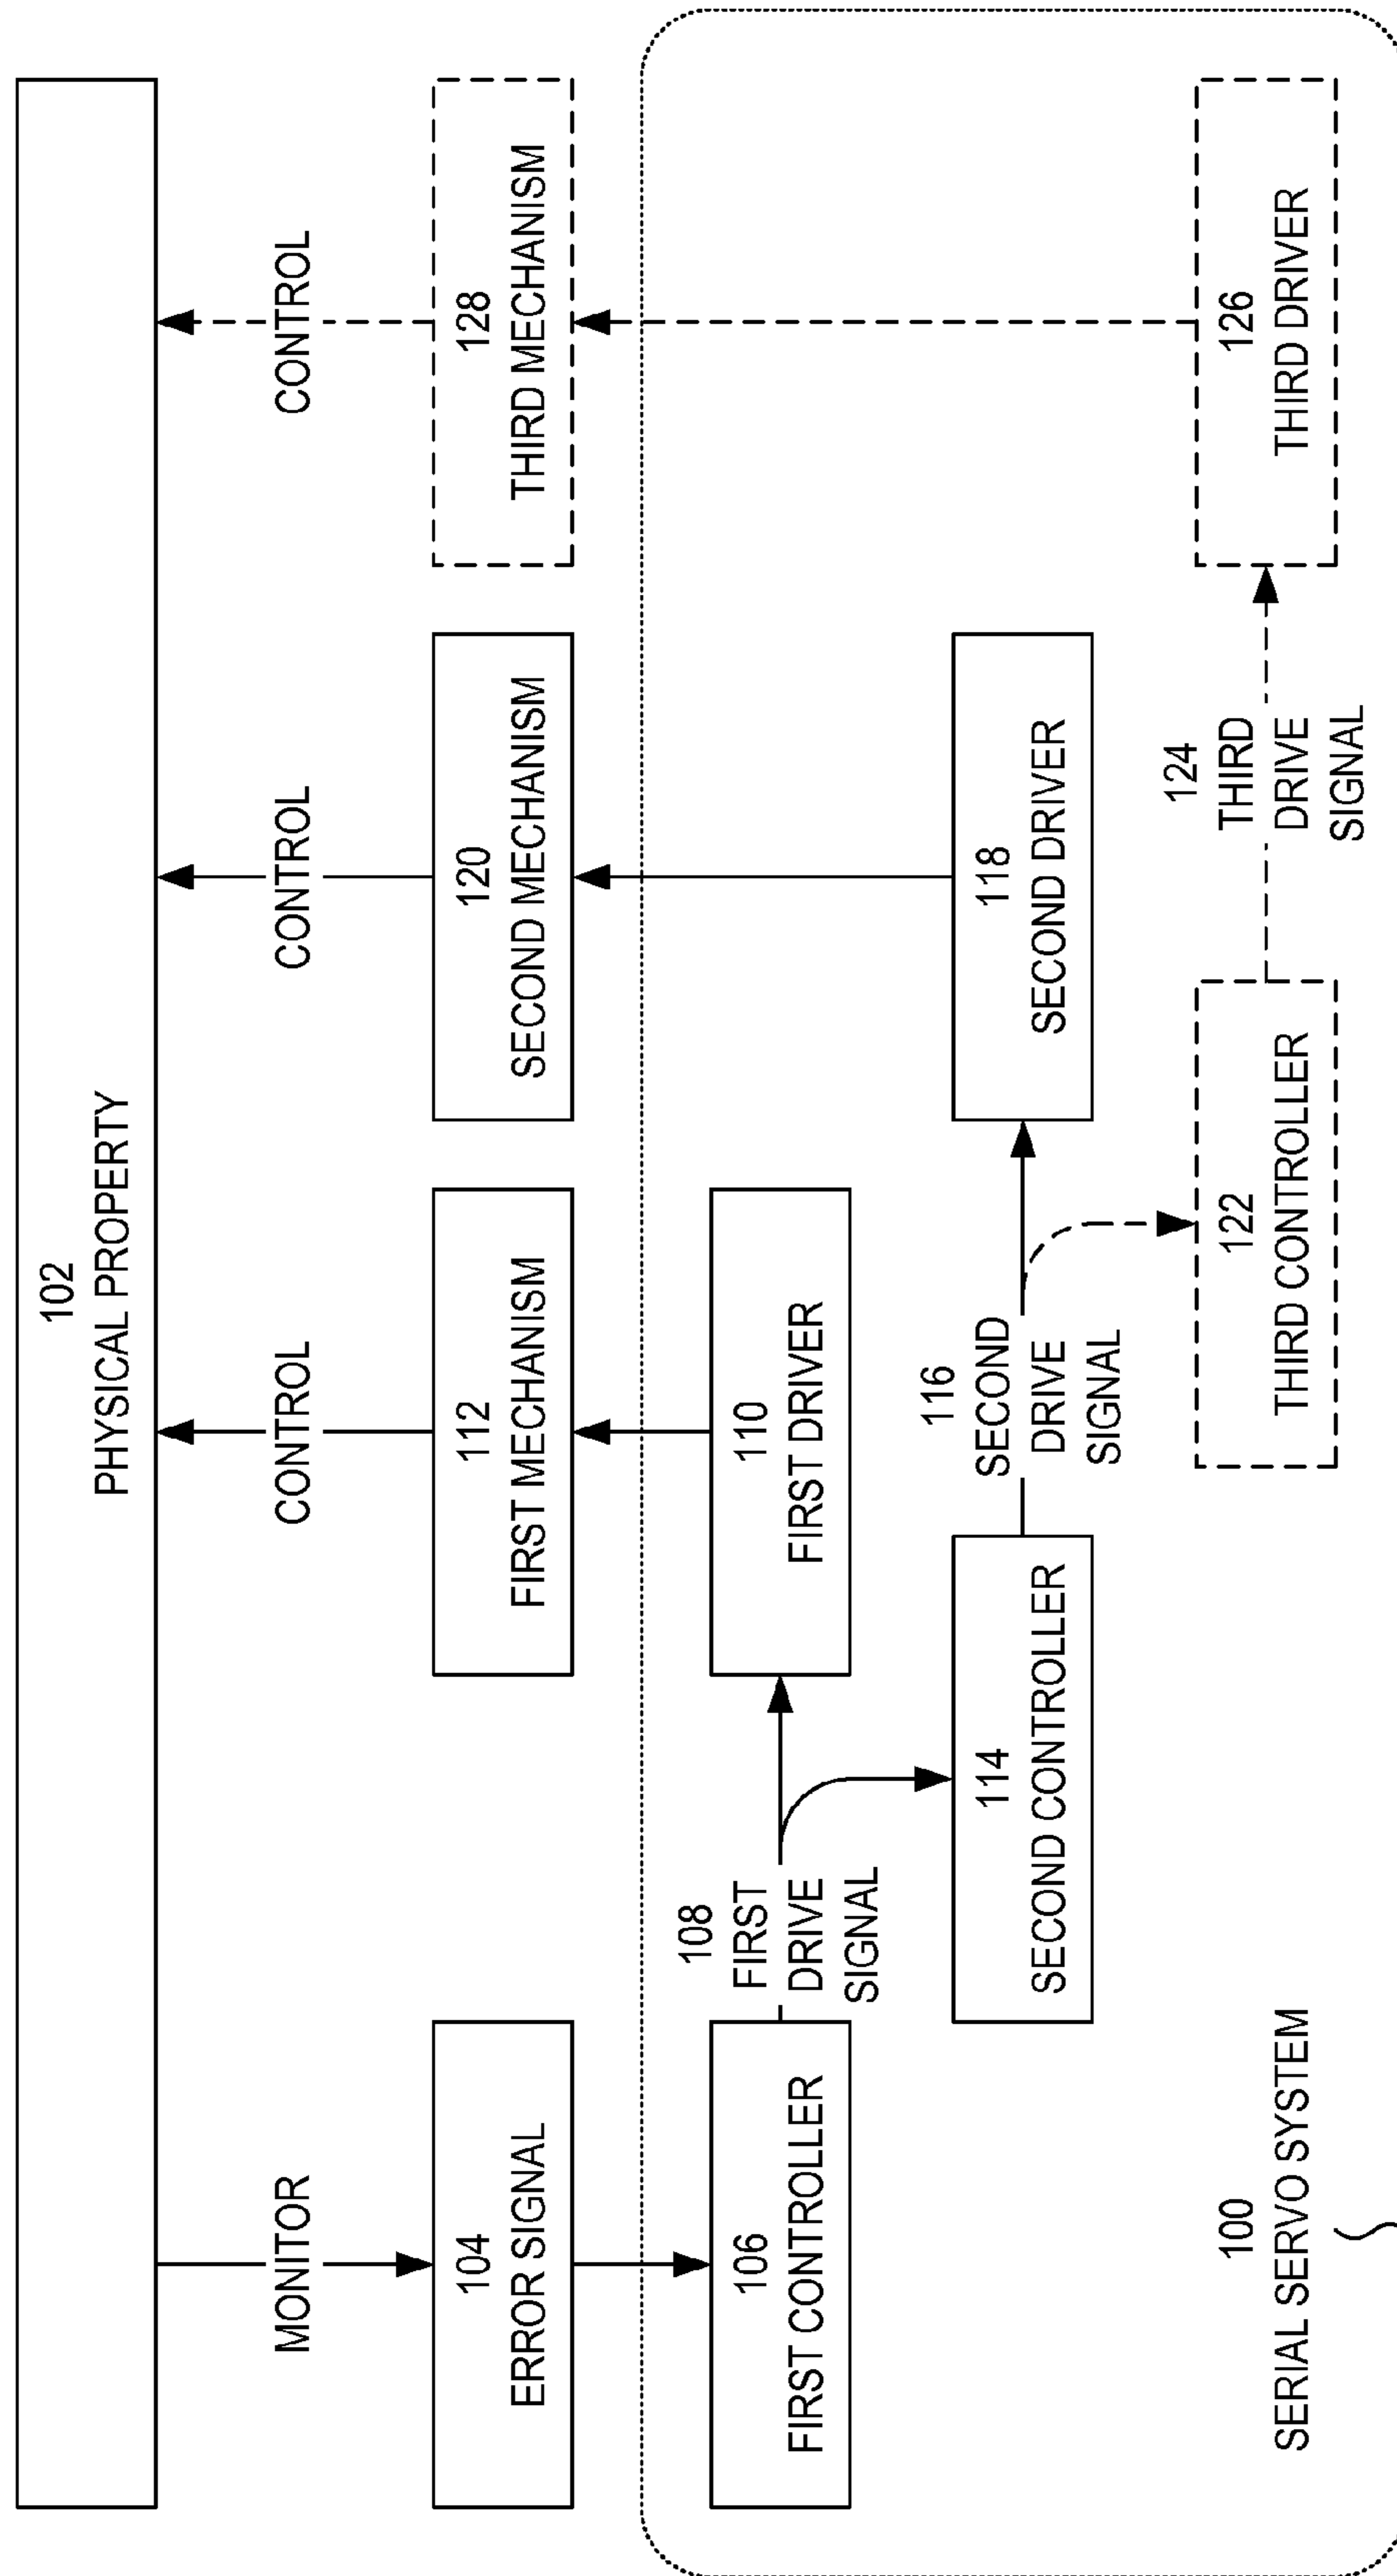 102
PHYSICAL PROPERTY
MONITOR
CONTROL
CONTROL
CONTROL
104
ERROR SIGNAL
112
FIRST MECHANISM
120
SECOND MECHANISM
128
THIRD MECHANISM
106
FIRST CONTROLLER
108
FIRST
DRIVE
SIGNAL
110
FIRST DRIVER
114
SECOND CONTROLLER
116
SECOND
DRIVE
SIGNAL
118
SECOND DRIVER
122
THIRD CONTROLLER
124
THIRD
DRIVE
SIGNAL
126
THIRD DRIVER
100
SERIAL SERVO SYSTEM